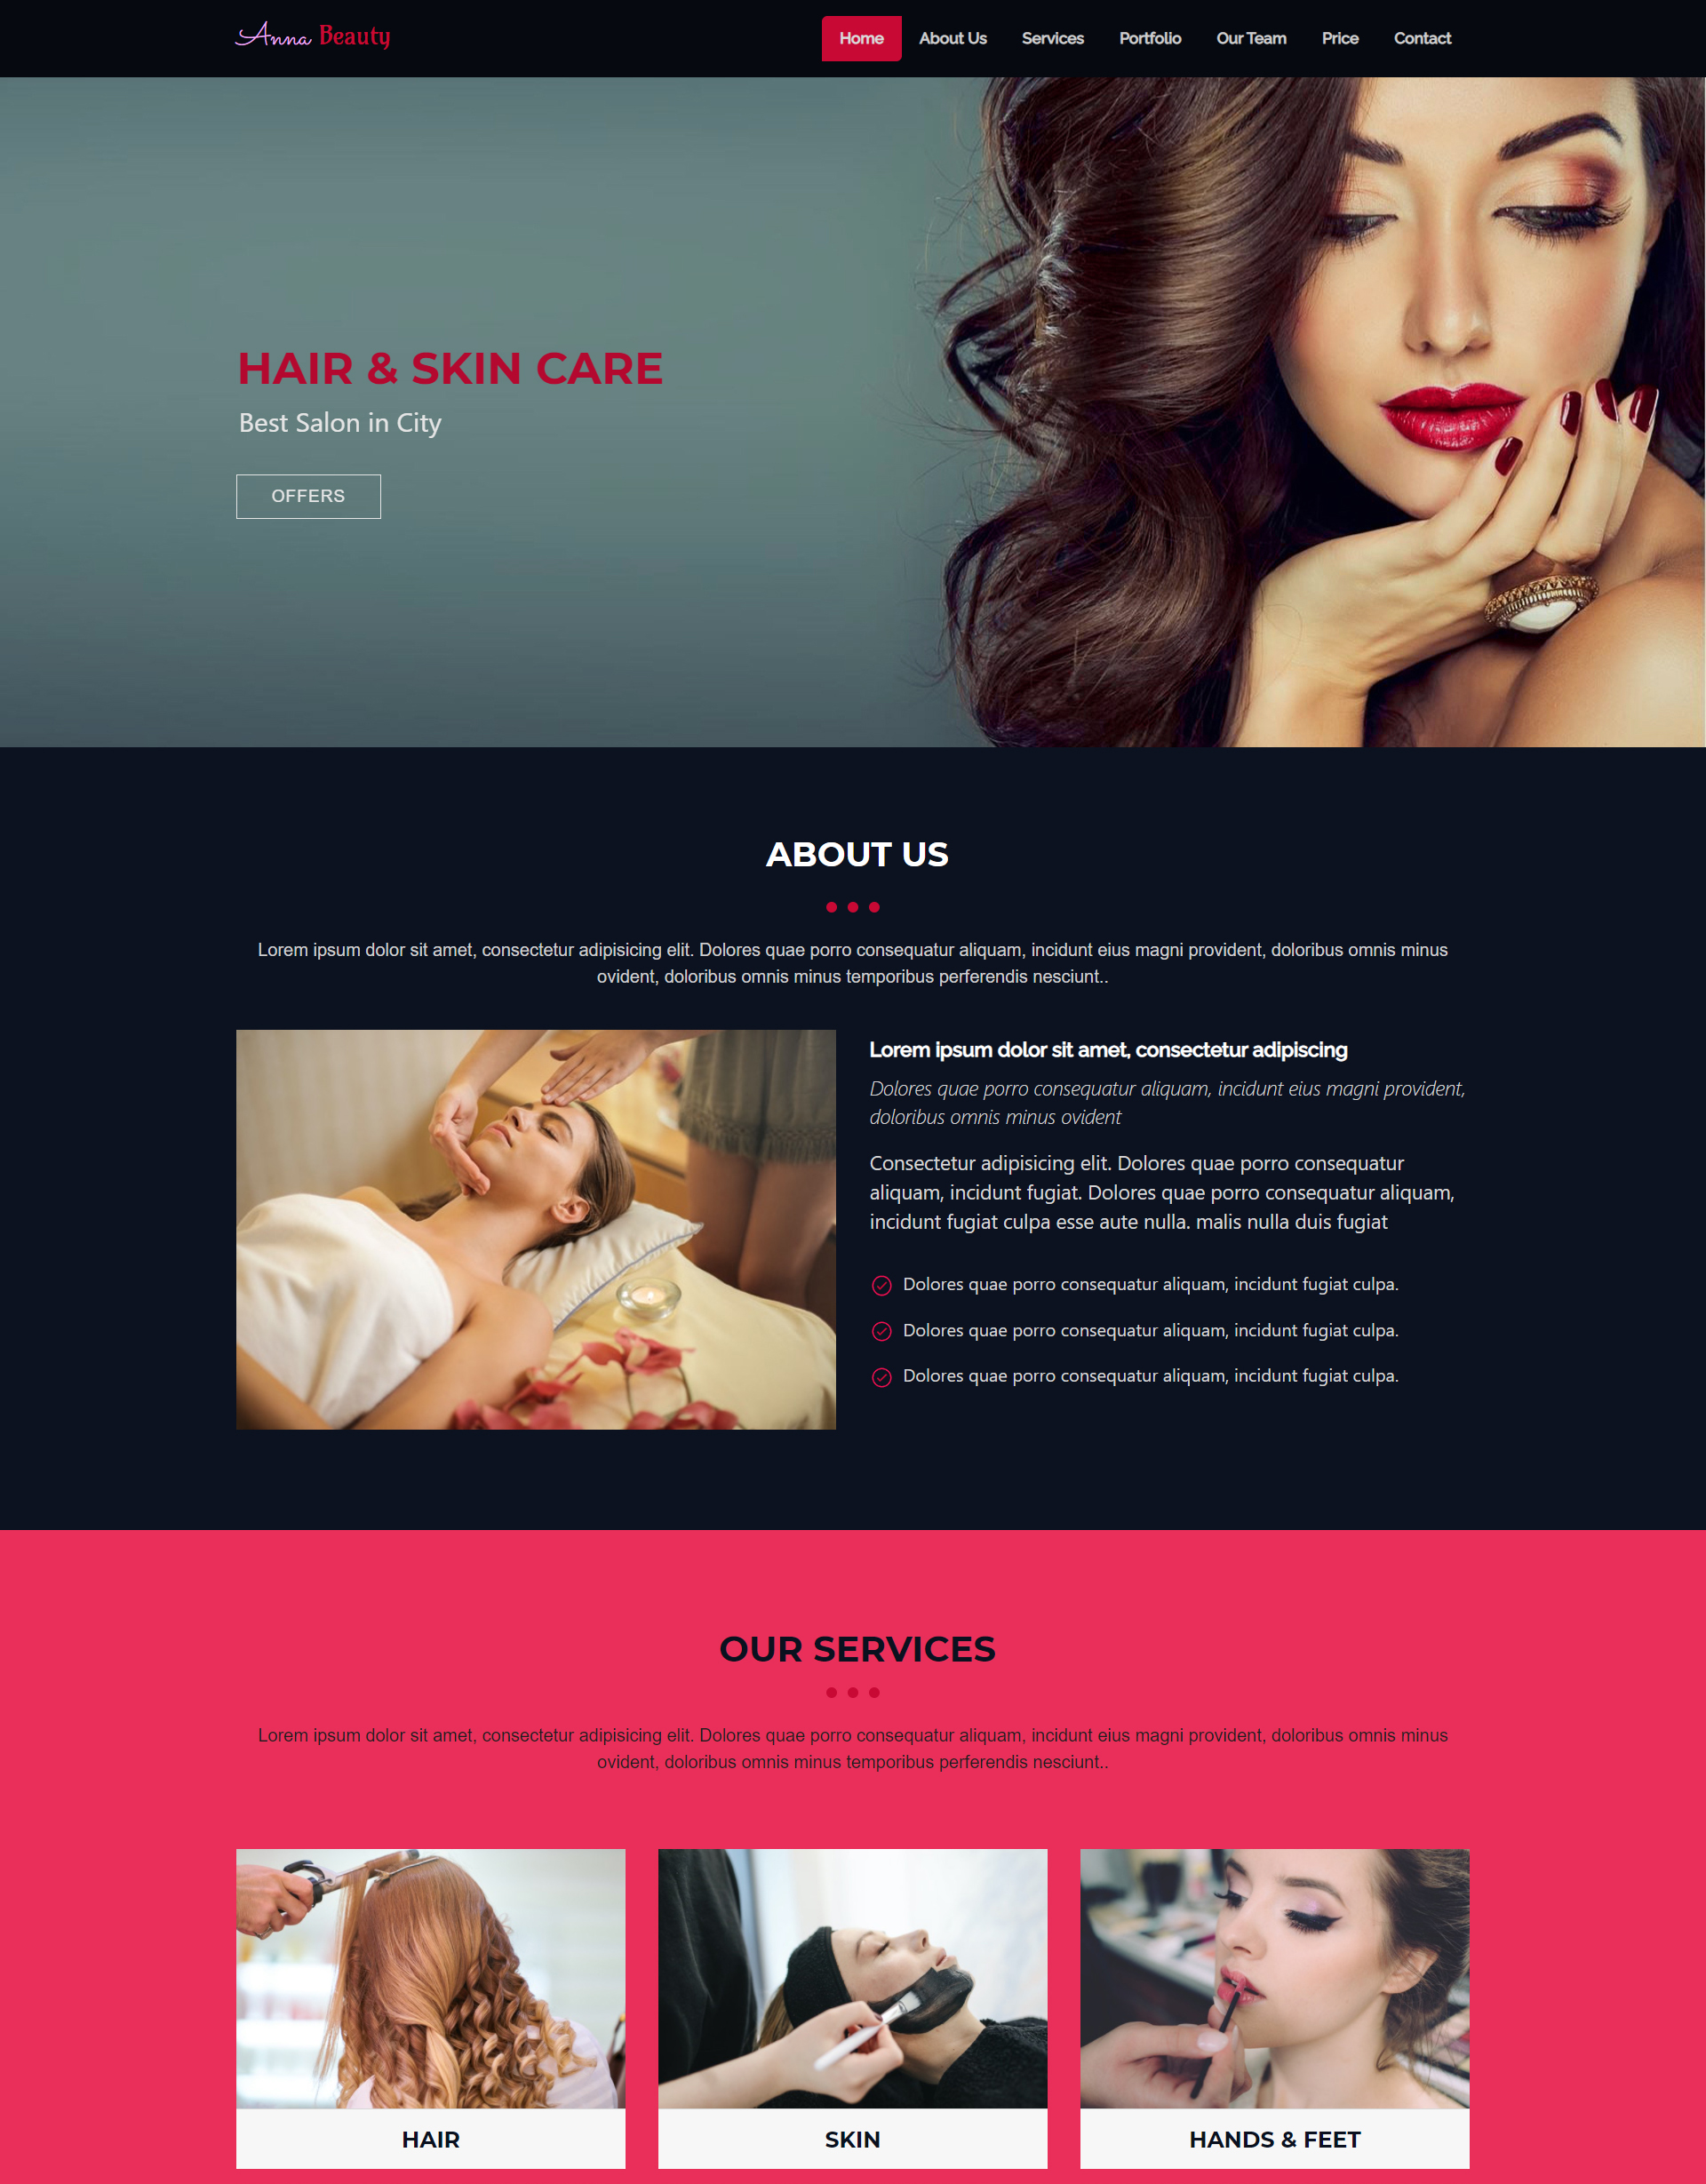 Anna Beauty
Home About Us Services Portfolio Our Team Price Contact
HAIR & SKIN CARE
Best Salon in City
OFFERS
ABOUT US
Lorem ipsum dolor sit amet, consectetur adipisicing elit. Dolores quae porro consequatur aliquam, incidunt eius magni provident, doloribus omnis minus
ovident, doloribus omnis minus temporibus perferendis nesciunt..
Lorem ipsum dolor sit amet, consectetur adipiscing
Dolores quae porro consequatur aliquam, incidunt eius magni provident,
doloribus omnis minus ovident
Consectetur adipisicing elit. Dolores quae porro consequatur
aliquam, incidunt fugiat. Dolores quae porro consequatur aliquam,
incidunt fugiat culpa esse aute nulla. malis nulla duis fugiat
Dolores quae porro consequatur aliquam, incidunt fugiat culpa.
Dolores quae porro consequatur aliquam, incidunt fugiat culpa.
Dolores quae porro consequatur aliquam, incidunt fugiat culpa.
OUR SERVICES
Lorem ipsum dolor sit amet, consectetur adipisicing elit. Dolores quae porro consequatur aliquam, incidunt eius magni provident, doloribus omnis minus
ovident, doloribus omnis minus temporibus perferendis nesciunt..
HAIR
SKIN
HANDS & FEET